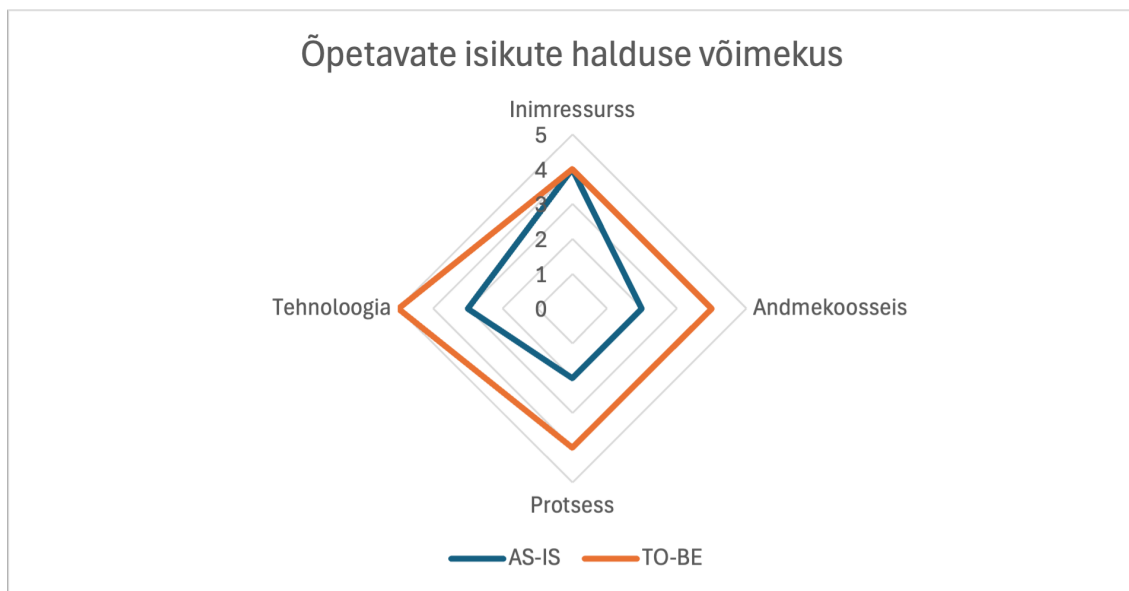 Õpetavate isikute halduse võimekus
Inimressurss
5
4
3
2
1
0
Tehnoloogia
Andmekoosseis
Protsess
AS-IS
TO-BE